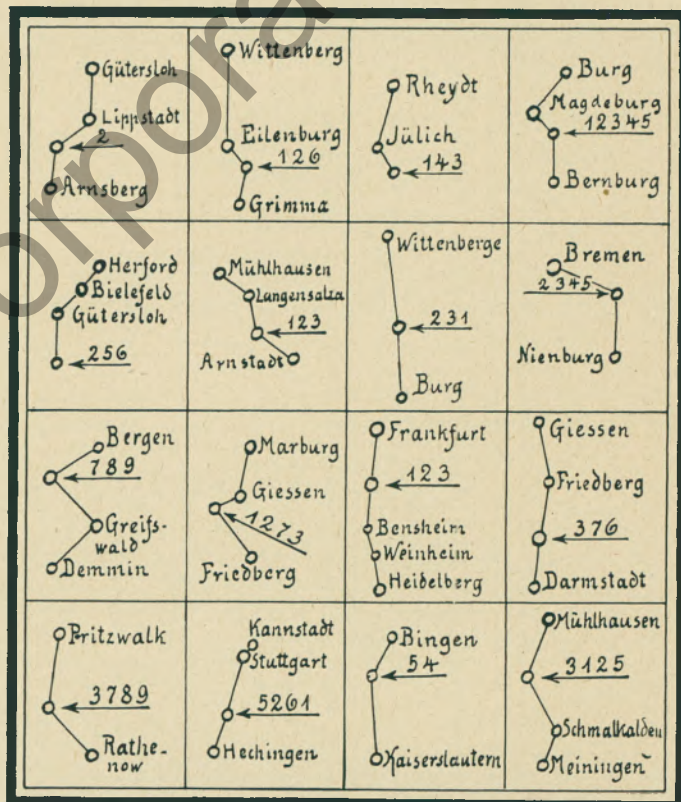 Gütersloh
Lippstadt
2
Arnsberg
Wittenberg
Eilenburg
126
Grimma
Rheydt
Jülich
143
Burg
Magdeburg
12345
Bernburg
Herford
Bielefeld
Gütersloh
256
Mühlhausen
Langensalza
123
Arnstadt
Wittenberge
231
Burg
Bremen
2345
Nienburg
Bergen
789
Greifs-
wald
Demmin
Marburg
Giessen
1273
Friedberg
Frankfurt
123
Bensheim
Weinheim
Heidelberg
Giessen
Friedberg
376
Darmstadt
Pritzwalk
3789
Rathe-
now
Kannstadt
Stuttgart
5261
Hechingen
Bingen
54
Kaiserslautern
Mühlhausen
3125
Schmalkalden
Meiningen